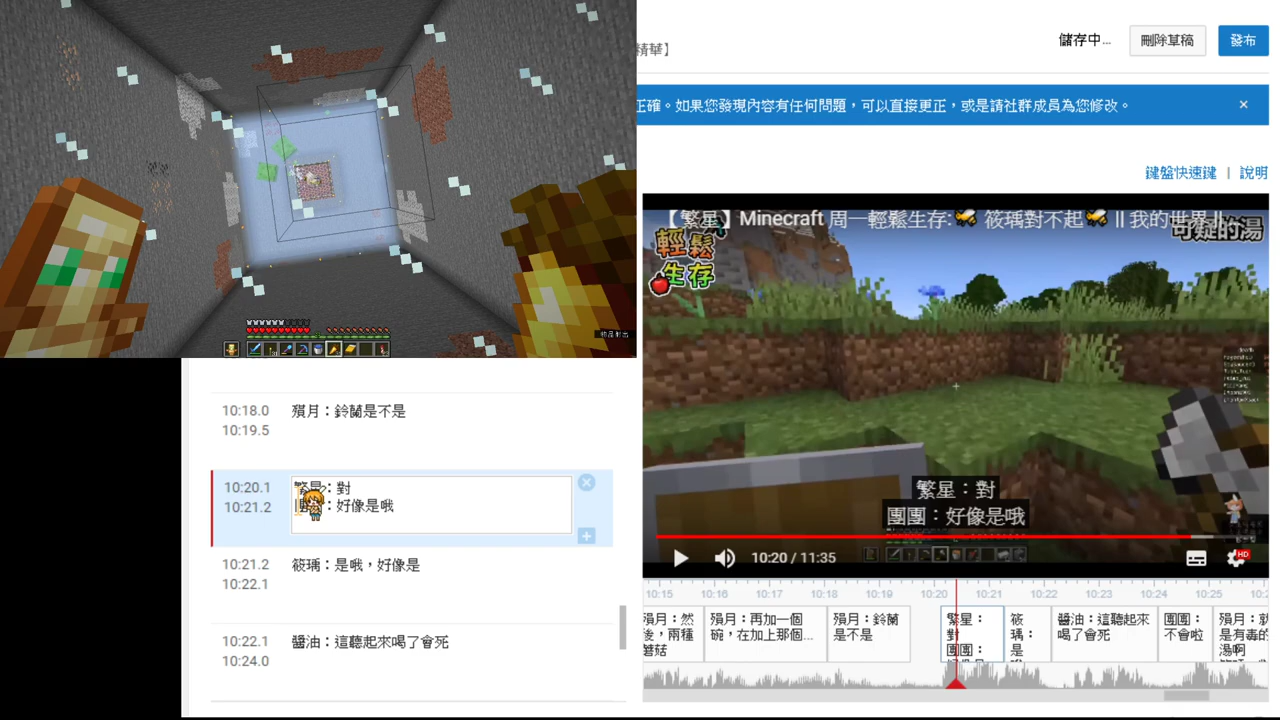 物品射出
精華】
儲存中...
刪除草稿
發布
正確。如果您發現內容有任何問題，可以直接更正，或是請社群成員為您修改。
×
鍵盤快速鍵 | 說明
【繁星】Minecraft 周一輕鬆生存: 筱瑀對不起 || 我的世界 ||
輕鬆
生存
可疑的湯
繁星：對
團團：好像是哦
10:20 / 11:35
HD
10:18.0
10:19.5
殞月：鈴蘭是不是
10:20.1
10:21.2
：對
：好像是哦
10:21.2
10:22.1
筱瑀：是哦，好像是
10:22.1
10:24.0
醬油：這聽起來喝了會死
10:15 10:16 10:17 10:18 10:19 10:20 10:21 10:22 10:23 10:24 10:25
殞月：然
後，兩種
蘑菇
殞月：再加一個
碗，在加上那個...
殞月：鈴蘭
是不是
繁星：
對
團團：
筱
瑀：
是
醬油：這聽起來
喝了會死
團團：
不會啦
殞月：就
是有毒的
湯啊